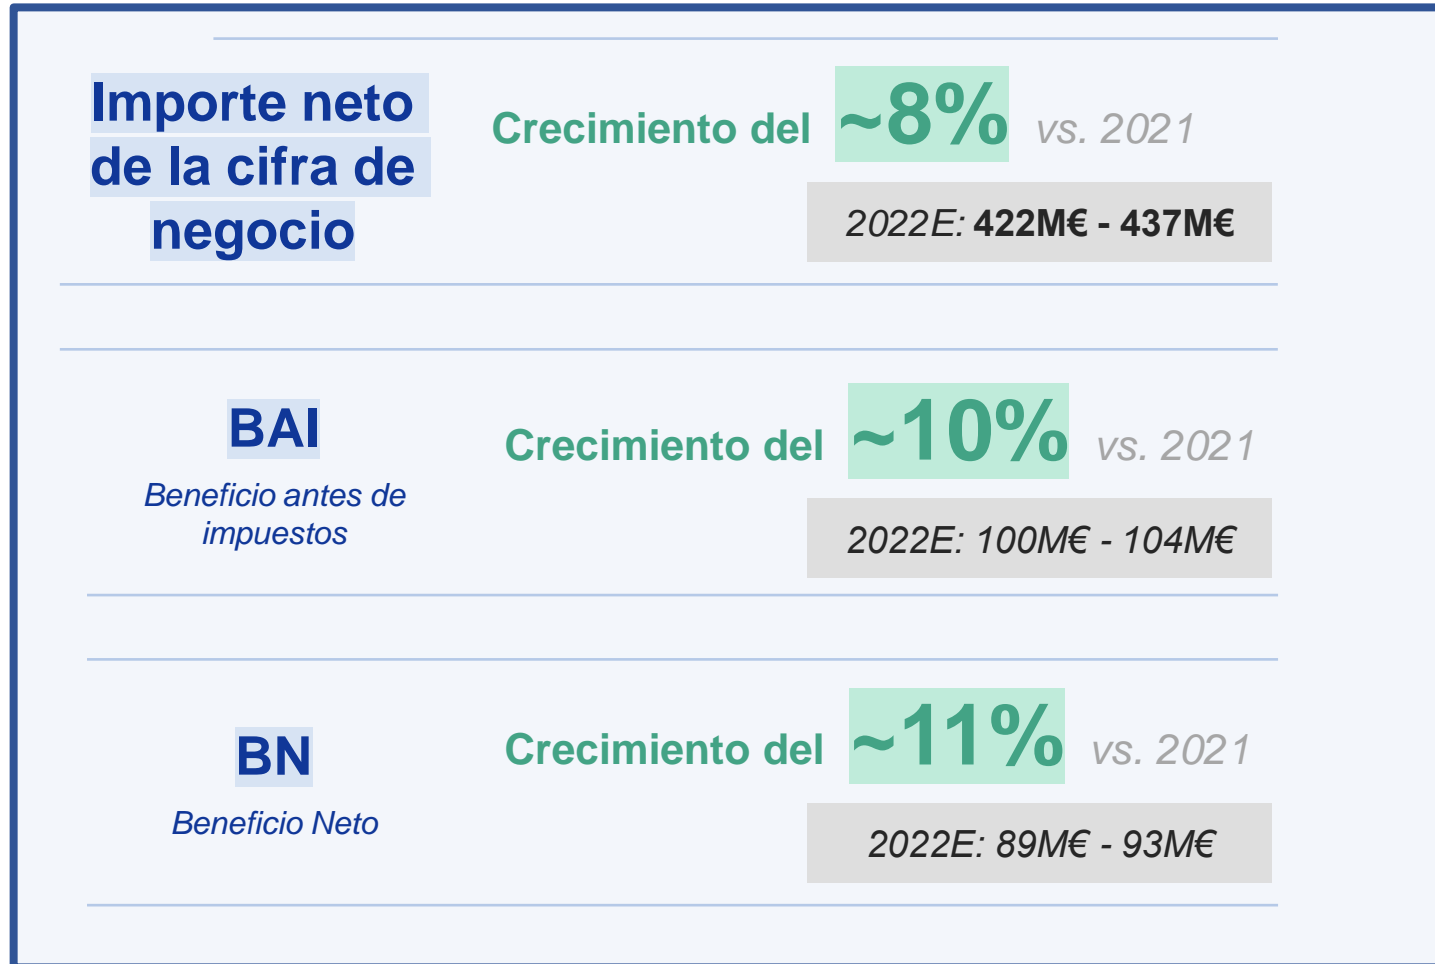 Importe neto
de la cifra de
negocio
Crecimiento del ~8% vs. 2021
2022E: 422M€ - 437M€
BAI
Beneficio antes de
impuestos
Crecimiento del ~10% vs. 2021
2022E: 100M€ - 104M€
BN
Beneficio Neto
Crecimiento del ~11% vs. 2021
2022E: 89M€ - 93M€